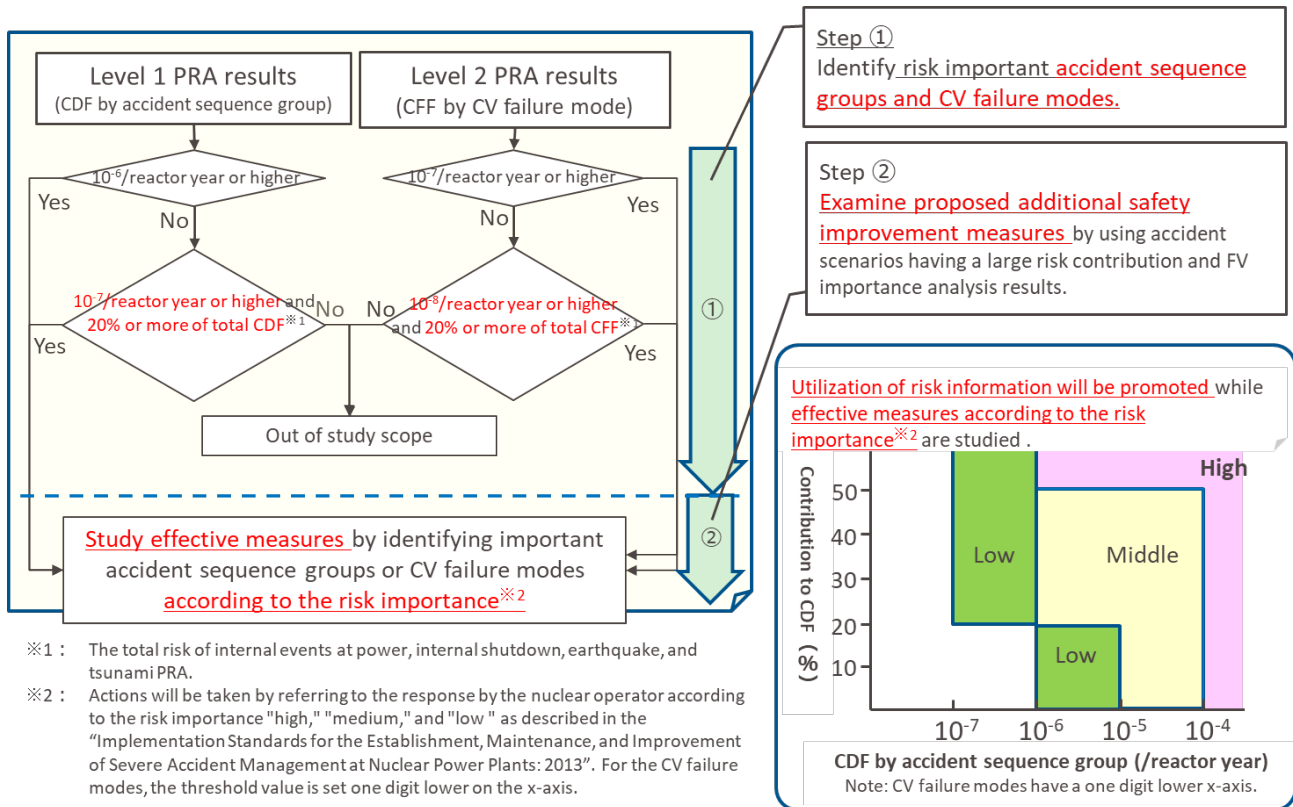 Level 1 PRA results
(CDF by accident sequence group)
Level 2 PRA results
(CFF by CV failure mode)
10-6/reactor year or higher
10-7/reactor year or higher
Yes
No
No
Yes
10-7/reactor year or higher and
20% or more of total CDF※1
No
No
10-8/reactor year or higher
and 20% or more of total CFF※1
Yes
Yes
Out of study scope
①
②
Study effective measures by identifying important
accident sequence groups or CV failure modes
according to the risk importance※2
Step ①
Identify risk important accident sequence
groups and CV failure modes.
Step ②
Examine proposed additional safety
improvement measures by using accident
scenarios having a large risk contribution and FV
importance analysis results.
Utilization of risk information will be promoted while
effective measures according to the risk
importance※2 are studied .
High
Contribution to CDF (%)
50
40
30
20
10
Low
Middle
Low
10-7
10-6
10-5
10-4
CDF by accident sequence group (/reactor year)
Note: CV failure modes have a one digit lower x-axis.
※1 : The total risk of internal events at power, internal shutdown, earthquake, and
tsunami PRA.
※2 : Actions will be taken by referring to the response by the nuclear operator according
to the risk importance "high," "medium," and "low " as described in the
“Implementation Standards for the Establishment, Maintenance, and Improvement
of Severe Accident Management at Nuclear Power Plants: 2013”. For the CV failure
modes, the threshold value is set one digit lower on the x-axis.